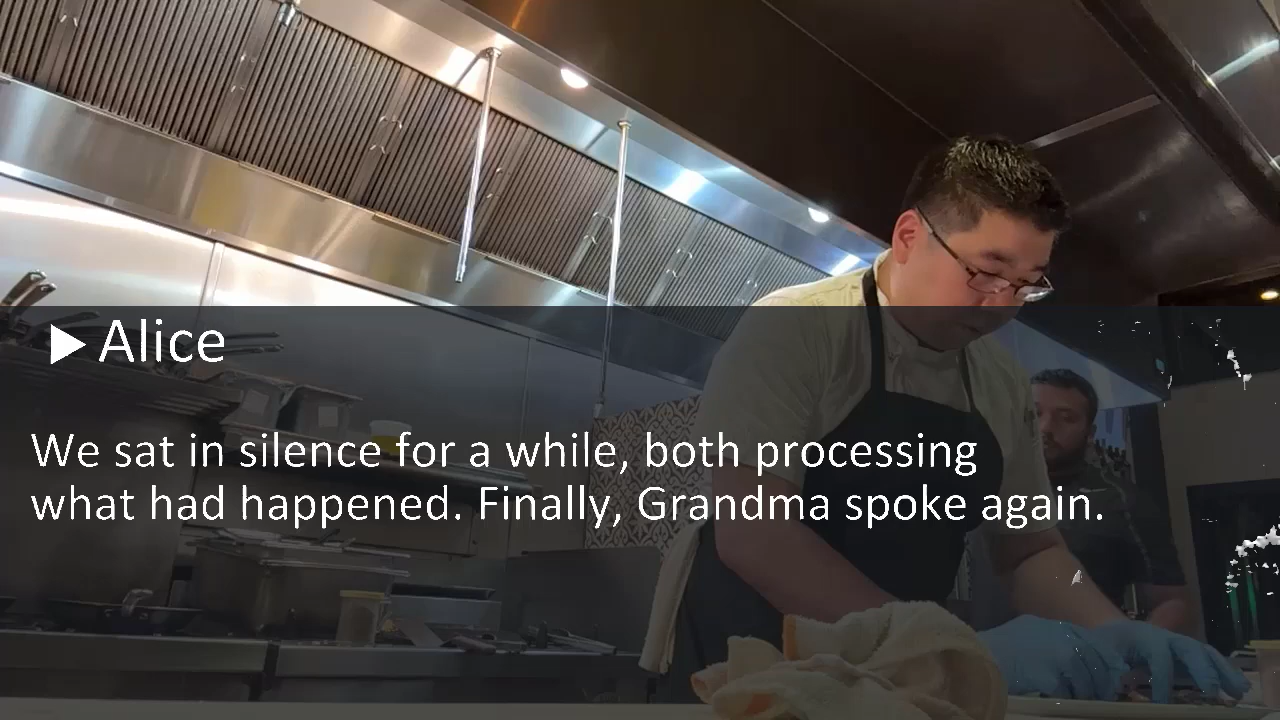 ▶ Alice
We sat in silence for a while, both processing
what had happened. Finally, Grandma spoke again.